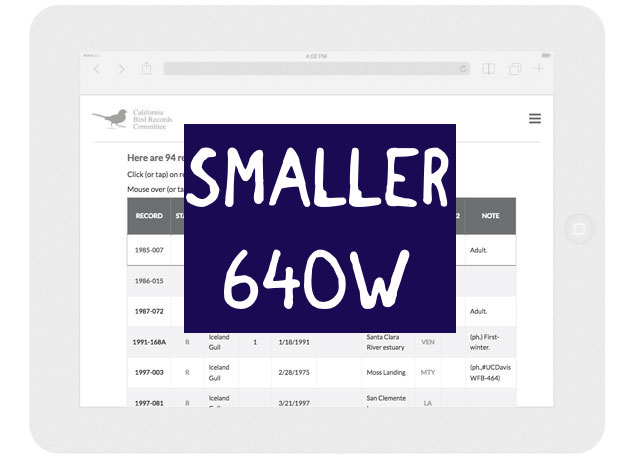 4:02 PM
California
Bird Records
Committee
Here are 94 re
Click (or tap) on re
Mouse over (or ta
SMALLER
640W
RECORD STA 2 NOTE
1985-007 Adult.
1986-015
1987-072 Adult.
1991-168A R Iceland Gull 1 1/18/1991 Santa Clara River estuary VEN (ph.) First-winter.
1997-003 R Iceland Gull 2/28/1975 Moss Landing MTY (ph.,#UCDavis WFB-464)
1997-081 R Iceland 3/21/1997 San Clemente LA